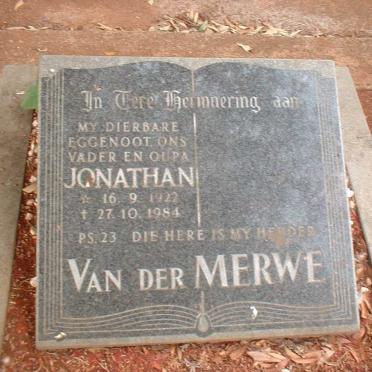 In Tere Herinnering aan
MY DIERBARE
EGGENOOT, ONS
VADER EN OUPA
JONATHAN
☆ 16. 9. 1922
† 27. 10. 1984
PS. 23 DIE HERE IS MY HERDER
VAN DER MERWE